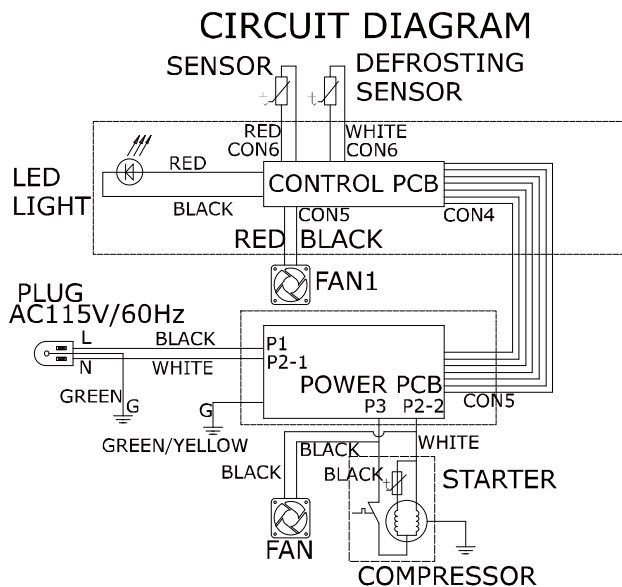 CIRCUIT DIAGRAM
SENSOR
DEFROSTING
SENSOR
t
t
RED
CON6
WHITE
CON6
LED
LIGHT
RED
BLACK
CONTROL PCB
CON5
CON4
RED
BLACK
FAN1
PLUG
AC115V/60Hz
L
BLACK
N
WHITE
GREEN
G
P1
P2-1
POWER PCB
P3
P2-2
CON5
G
GREEN/YELLOW
BLACK
BLACK
WHITE
BLACK
t
STARTER
FAN
COMPRESSOR